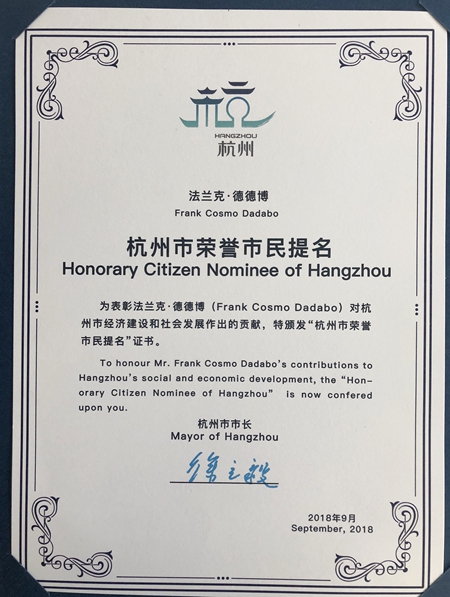 杭
HANGZHOU
杭州
法兰克·德德博
Frank Cosmo Dadabo
杭州市荣誉市民提名
Honorary Citizen Nominee of Hangzhou
为表彰法兰克·德德博（Frank Cosmo Dadabo）对杭
州市经济建设和社会发展作出的贡献，特颁发“杭州市荣誉
市民提名”证书。
To honour Mr. Frank Cosmo Dadabo's contributions to
Hangzhou's social and economic development, the “Hon-
orary Citizen Nominee of Hangzhou” is now confered
upon you.
杭州市市长
Mayor of Hangzhou
徐立毅
2018年9月
September, 2018